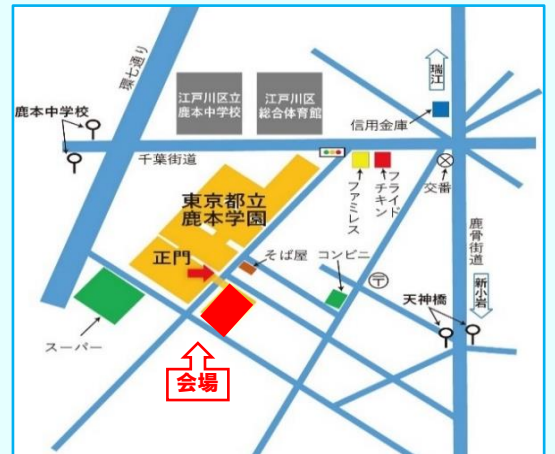 環七通り
瑞江
江戸川区立
鹿本中学校
江戸川区
総合体育館
信用金庫
鹿本中学校
千葉街道
ファミレス
フライド
チキン
交番
東京都立
鹿本学園
鹿骨街道
正門
そば屋
コンビニ
〒
新小岩
天神橋
スーパー
会場